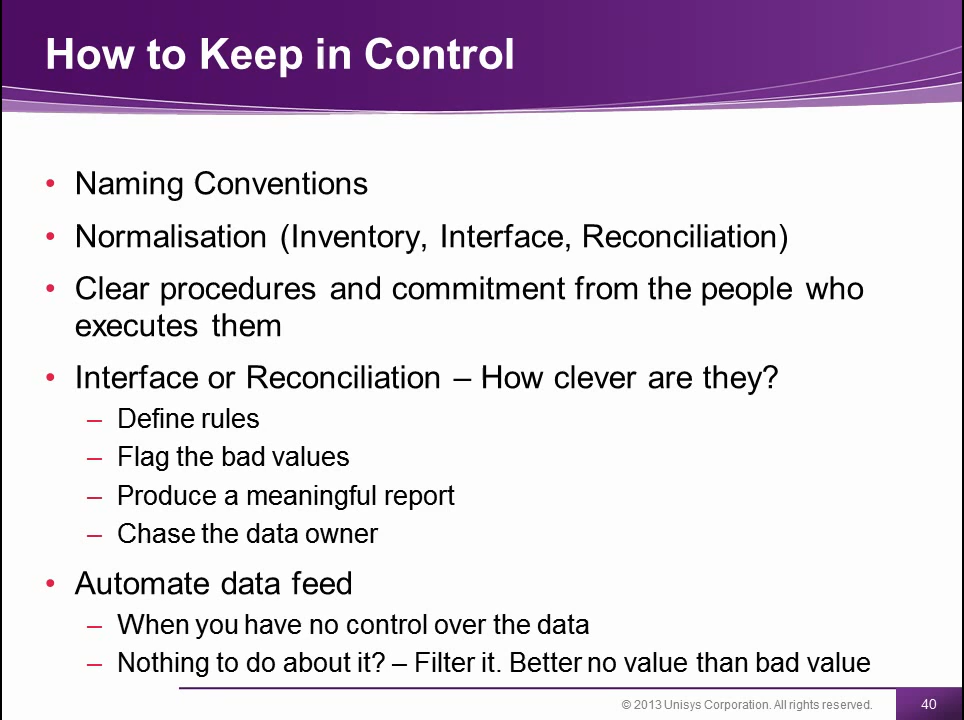 How to Keep in Control
• Naming Conventions
• Normalisation (Inventory, Interface, Reconciliation)
• Clear procedures and commitment from the people who
executes them
• Interface or Reconciliation – How clever are they?
– Define rules
– Flag the bad values
– Produce a meaningful report
– Chase the data owner
• Automate data feed
– When you have no control over the data
– Nothing to do about it? – Filter it. Better no value than bad value
© 2013 Unisys Corporation. All rights reserved. 40